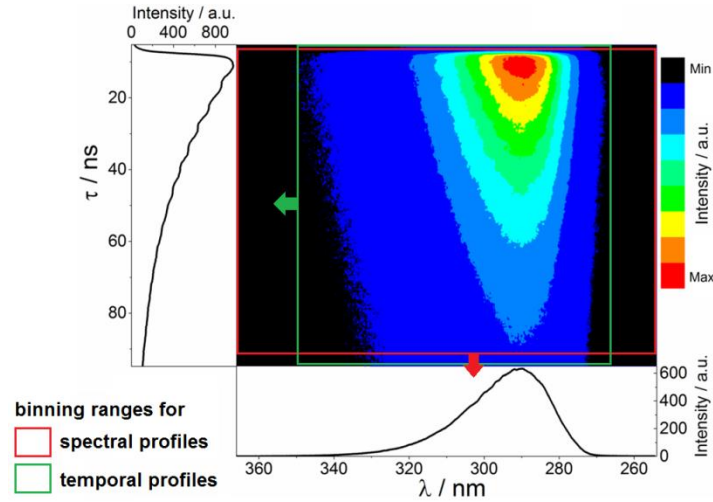 Intensity / a.u.
0 400 800
τ / ns
20
40
60
80
Min
Intensity / a.u.
Max
600
400
200
0
Intensity / a.u.
360 340 320 300 280 260
λ / nm
binning ranges for
spectral profiles
temporal profiles